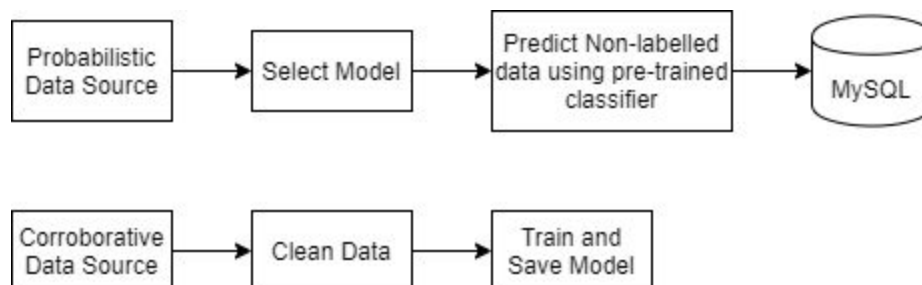 Probabilistic
Data Source
Select Model
Predict Non-labelled
data using pre-trained
classifier
MySQL
Corroborative
Data Source
Clean Data
Train and
Save Model